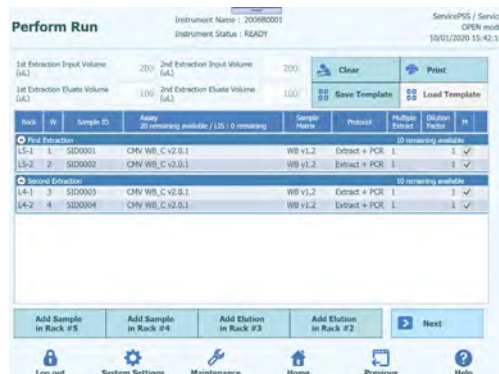 Perform Run
Instrument Name : 2006B0001
Instrument Status : READY
ServicePSS / Servic
OPEN mod
10/01/2020 15:42:1
1st Extraction Input Volume (uL) 200 2nd Extraction Input Volume (uL) 200
Clear
Print
1st Extraction Eluate Volume (uL) 100 2nd Extraction Eluate Volume (uL) 100
Save Template
Load Template
Rack W Sample ID Assay Sample Matrix Protocol Multiple Extract Dilution Factor M
20 remaining available / LIS : 0 remaining
First Extraction 10 remaining available
L5-1 1 SID0001 CMV WB_C v2.0.1 WB v1.2 Extract + PCR 1 1
L5-2 2 SID0002 CMV WB_C v2.0.1 WB v1.2 Extract + PCR 1 1
Second Extraction 10 remaining available
L4-1 3 SID0003 CMV WB_C v2.0.1 WB v1.2 Extract + PCR 1 1
L4-2 4 SID0004 CMV WB_C v2.0.1 WB v1.2 Extract + PCR 1 1
Add Sample in Rack #5
Add Sample in Rack #4
Add Elution in Rack #3
Add Elution in Rack #2
Next
Log out
System Settings
Maintenance
Home
Previous
Help